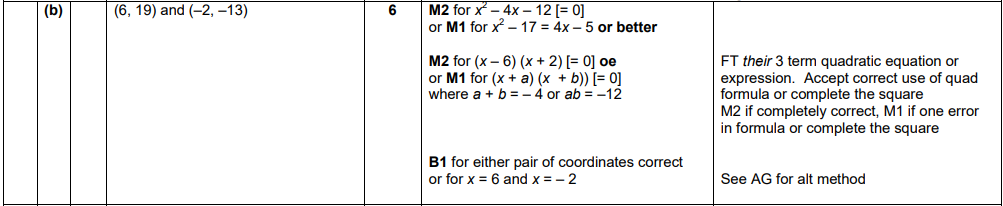 (b) (6, 19) and (–2, –13) 6 M2 for x² – 4x – 12 [= 0]
or M1 for x² – 17 = 4x – 5 or better
M2 for (x – 6) (x + 2) [= 0] oe
or M1 for (x + a) (x + b)) [= 0]
where a + b = – 4 or ab = –12
FT their 3 term quadratic equation or
expression. Accept correct use of quad
formula or complete the square
M2 if completely correct, M1 if one error
in formula or complete the square
B1 for either pair of coordinates correct
or for x = 6 and x = – 2
See AG for alt method